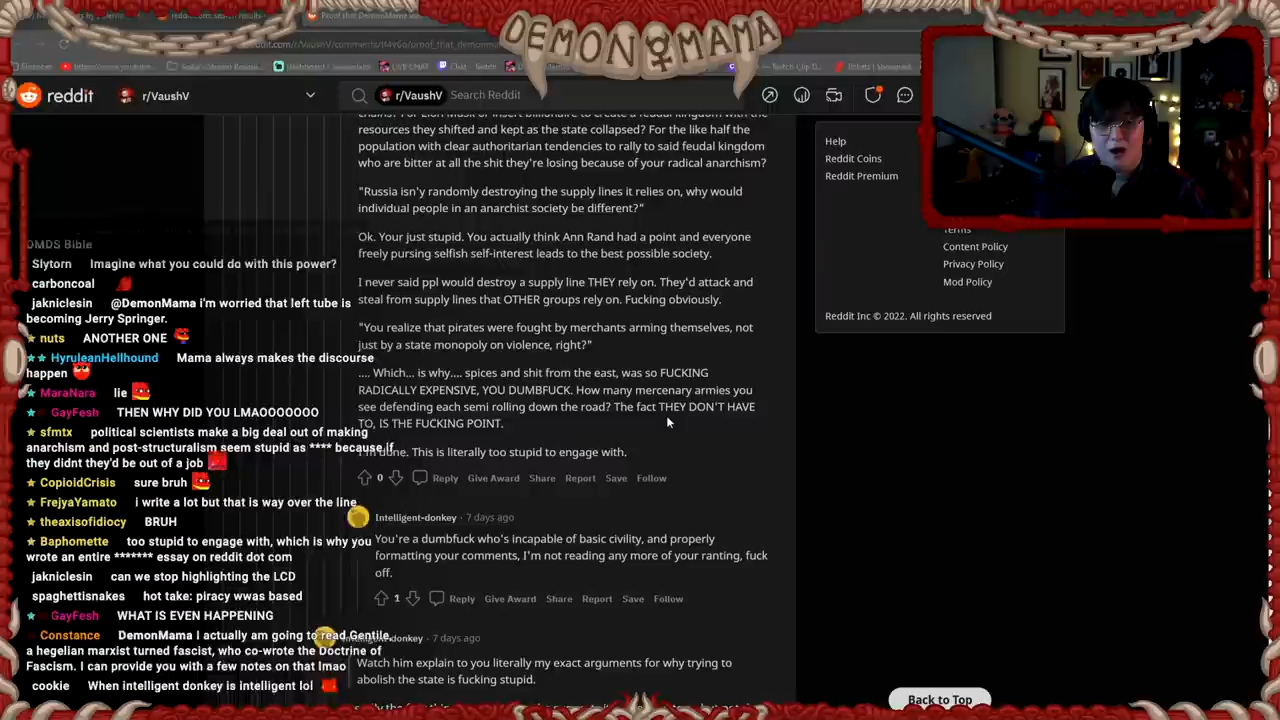 DEMON MAMA
reddit
r/VaushV
r/VaushV Search Reddit
resources they shifted and kept as the state collapsed? For the like half the
population with clear authoritarian tendencies to rally to said feudal kingdom
who are bitter at all the shit they're losing because of your radical anarchism?
"Russia isn'y randomly destroying the supply lines it relies on, why would
individual people in an anarchist society be different?"
Ok. Your just stupid. You actually think Ann Rand had a point and everyone
freely pursing selfish self-interest leads to the best possible society.
I never said ppl would destroy a supply line THEY rely on. They'd attack and
steal from supply lines that OTHER groups rely on. Fucking obviously.
"You realize that pirates were fought by merchants arming themselves, not
just by a state monopoly on violence, right?"
.... Which... is why.... spices and shit from the east, was so FUCKING
RADICALLY EXPENSIVE, YOU DUMBFUCK. How many mercenary armies you
see defending each semi rolling down the road? The fact THEY DON'T HAVE
TO, IS THE FUCKING POINT.
done. This is literally too stupid to engage with.
0 Reply Give Award Share Report Save Follow
Intelligent-donkey · 7 days ago
You're a dumbfuck who's incapable of basic civility, and properly
formatting your comments, I'm not reading any more of your ranting, fuck
off.
1 Reply Give Award Share Report Save Follow
donkey · 7 days ago
Watch him explain to you literally my exact arguments for why trying to
abolish the state is fucking stupid.
OMDS Bible
Slytorn Imagine what you could do with this power?
carboncoal
jakniclesin @DemonMama i'm worried that left tube is
becoming Jerry Springer.
nuts ANOTHER ONE
HyruleanHellhound Mama always makes the discourse
happen
MaraNara lie
GayFesh THEN WHY DID YOU LMAOOOOOOO
sfmtx political scientists make a big deal out of making
anarchism and post-structuralism seem stupid as **** because if
they didnt they'd be out of a job
CopioidCrisis sure bruh
FrejyaYamato i write a lot but that is way over the line
theaxisofidiocy BRUH
Baphomette too stupid to engage with, which is why you
wrote an entire ******* essay on reddit dot com
jakniclesin can we stop highlighting the LCD
spaghettisnakes hot take: piracy wwas based
GayFesh WHAT IS EVEN HAPPENING
Constance DemonMama I actually am going to read Gentile,
a hegelian marxist turned fascist, who co-wrote the Doctrine of
Fascism. I can provide you with a few notes on that lmao
cookie When intelligent donkey is intelligent lol
Help
Reddit Coins
Reddit Premium
Terms
Content Policy
Privacy Policy
Mod Policy
Reddit Inc © 2022. All rights reserved
Back to Top